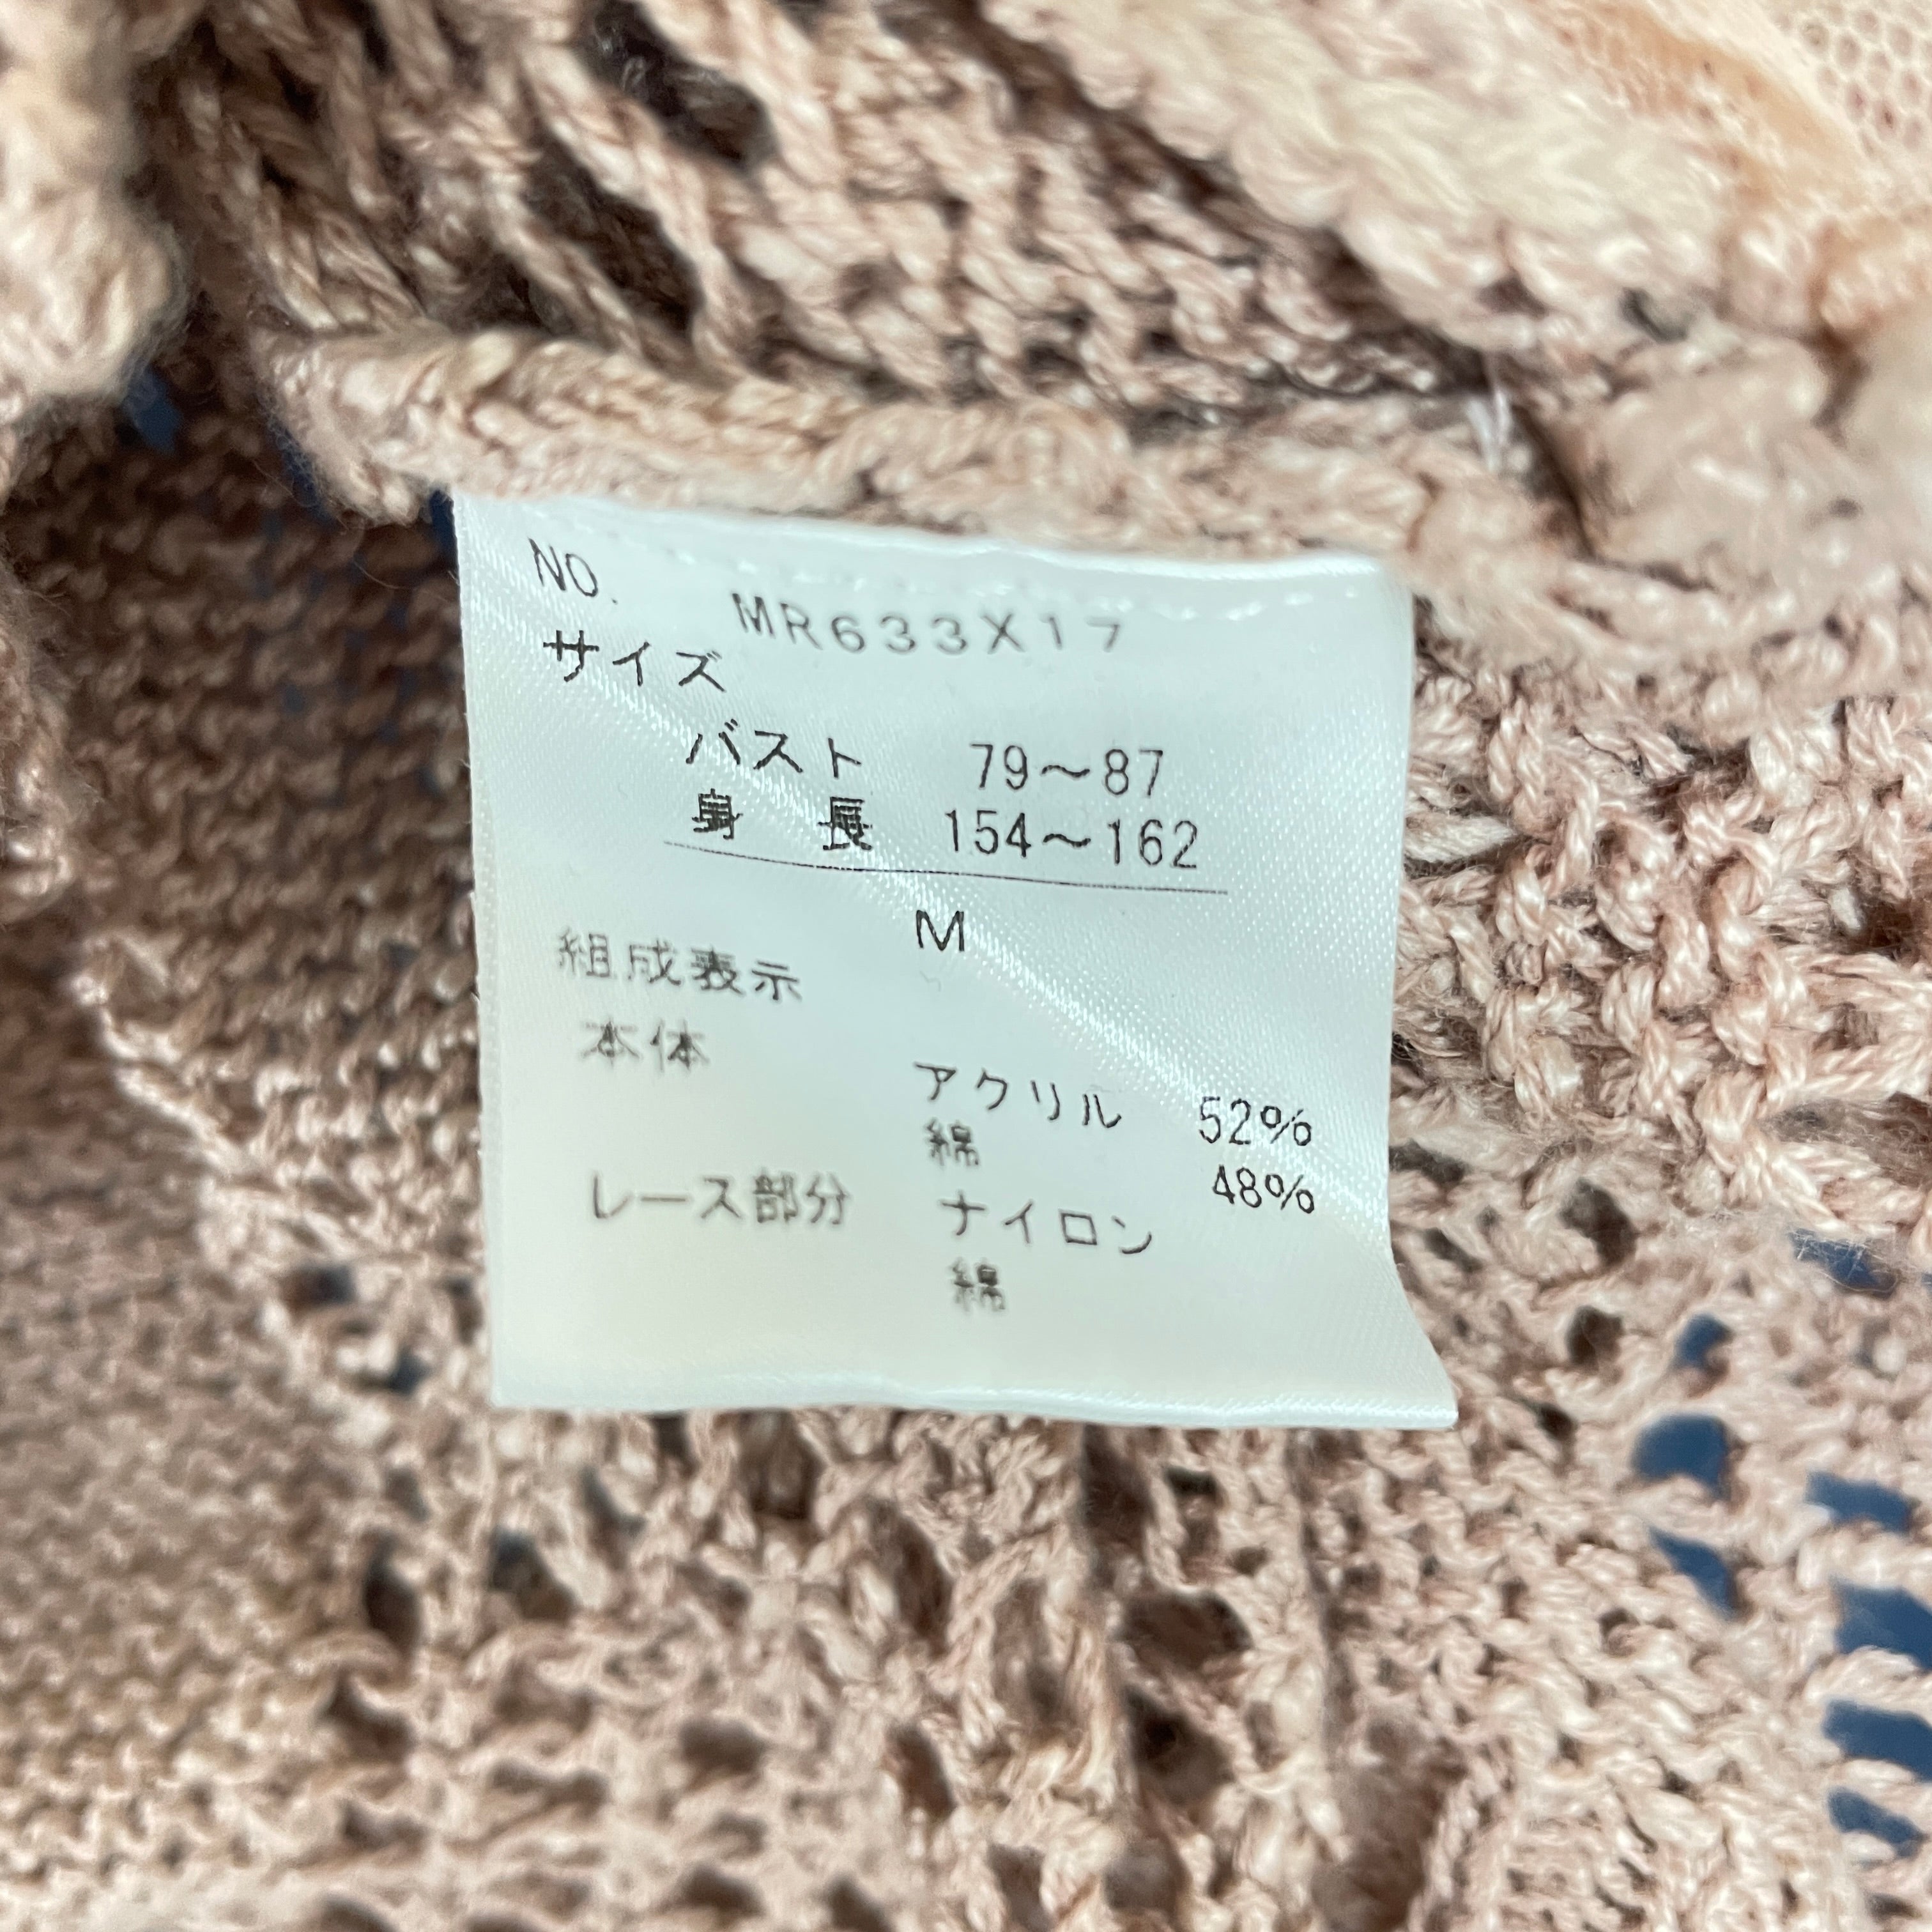 NO. MR633X17
サイズ
バスト 79～87
身長 154～162
M
組成表示
本体
アクリル 52%
綿 48%
レース部分 ナイロン
綿